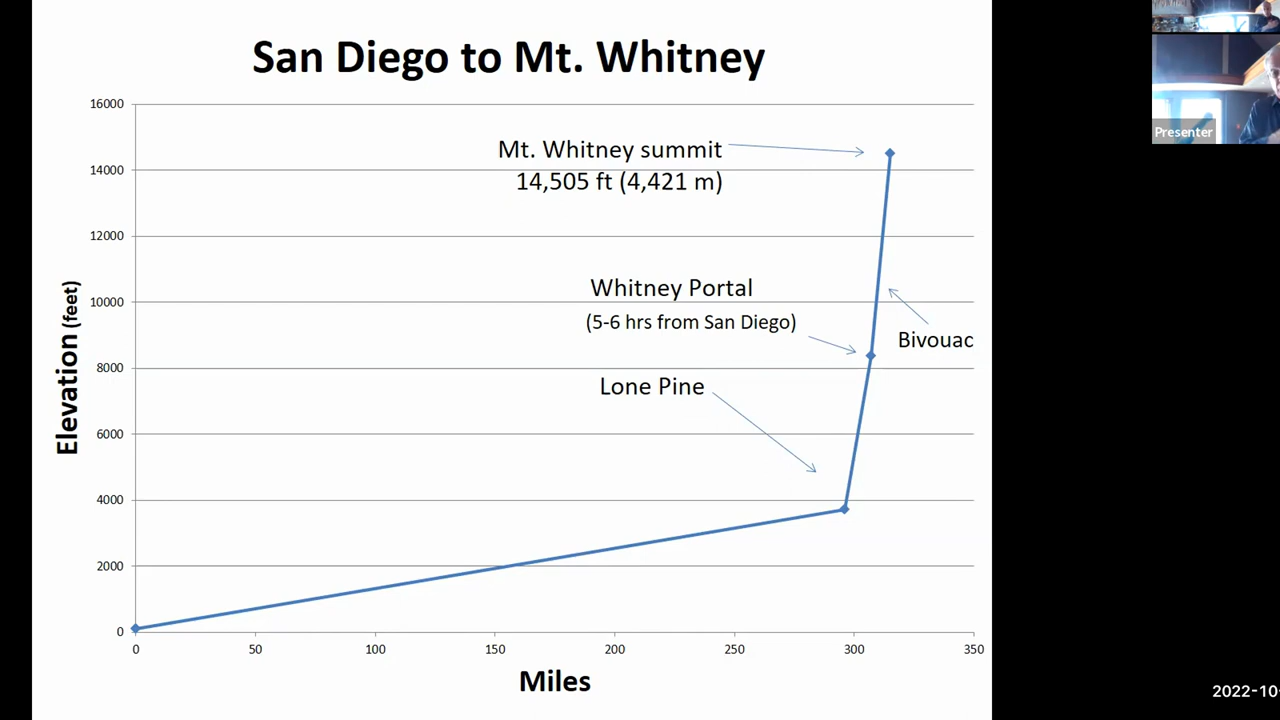 San Diego to Mt. Whitney
16000
14000
12000
10000
8000
6000
4000
2000
0
Elevation (feet)
Mt. Whitney summit
14,505 ft (4,421 m)
Whitney Portal
(5-6 hrs from San Diego)
Bivouac
Lone Pine
0 50 100 150 200 250 300 350
Miles
Presenter
2022-10